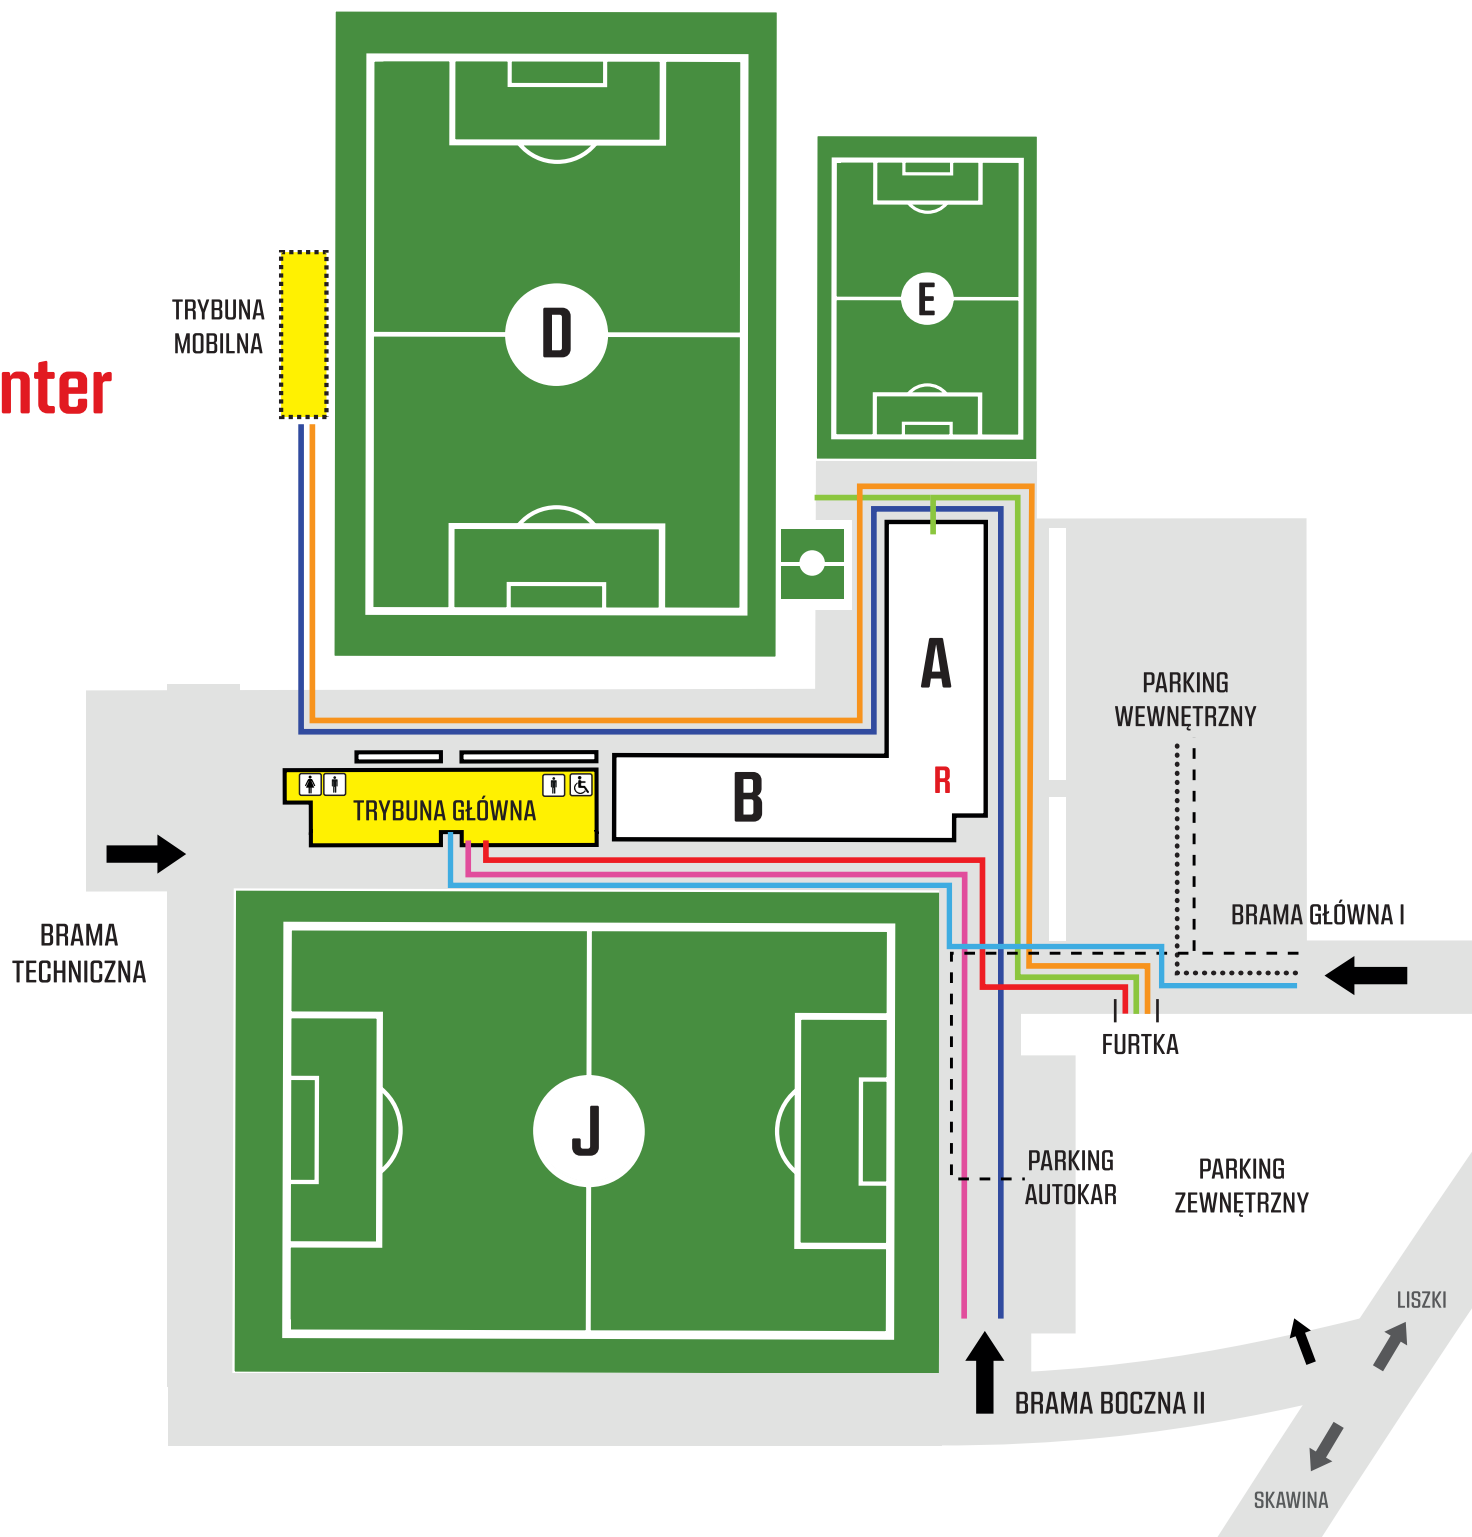 D
E
TRYBUNA
MOBILNA
nter
A
PARKING
WEWNĘTRZNY
R
B
TRYBUNA GŁÓWNA
BRAMA GŁÓWNA I
BRAMA
TECHNICZNA
FURTKA
J
PARKING
AUTOKAR
PARKING
ZEWNĘTRZNY
LISZKI
BRAMA BOCZNA II
SKAWINA